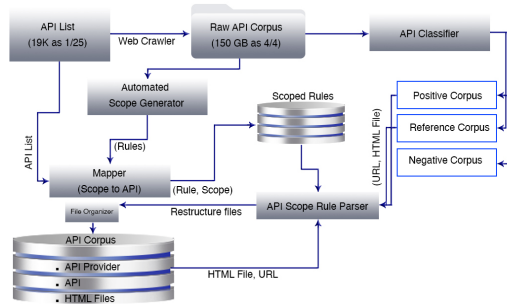 API List
(19K as 1/25)
Web Crawler
Raw API Corpus
(150 GB as 4/4)
API Classifier
Automated
Scope Generator
Scoped Rules
Positive Corpus
Reference Corpus
Negative Corpus
(URL, HTML File)
API List
(Rules)
Mapper
(Scope to API)
(Rule, Scope)
API Scope Rule Parser
File Organizer
Restructure files
API Corpus
. API Provider
. API
. HTML Files
HTML File, URL